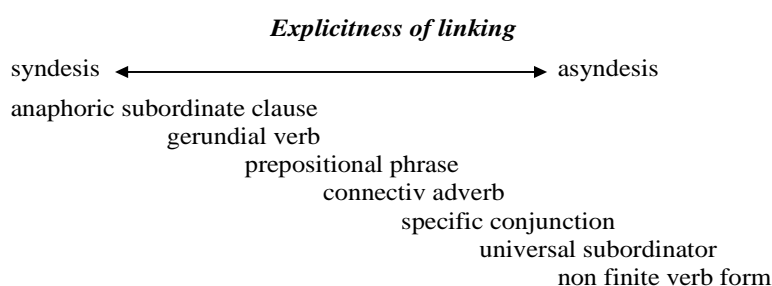 Explicitness of linking
syndesis asyndesis
anaphoric subordinate clause
gerundial verb
prepositional phrase
connectiv adverb
specific conjunction
universal subordinator
non finite verb form